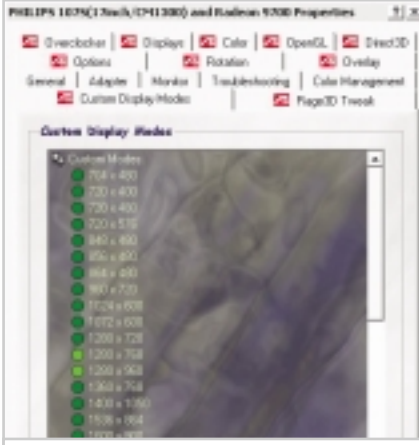 PHILIPS 107S(17inch/CM1300) and Radeon 9700 Properties
Overclocker Displays Color OpenGL Direct3D
Options Rotation Overlay
General Adapter Monitor Troubleshooting Color Management
Custom Display Modes Rage3D Tweak
Custom Display Modes
Custom Modes
704 x 480
720 x 400
720 x 480
720 x 576
848 x 480
856 x 480
864 x 480
960 x 720
1024 x 600
1072 x 600
1280 x 720
1280 x 768
1280 x 960
1360 x 768
1400 x 1050
1536 x 864